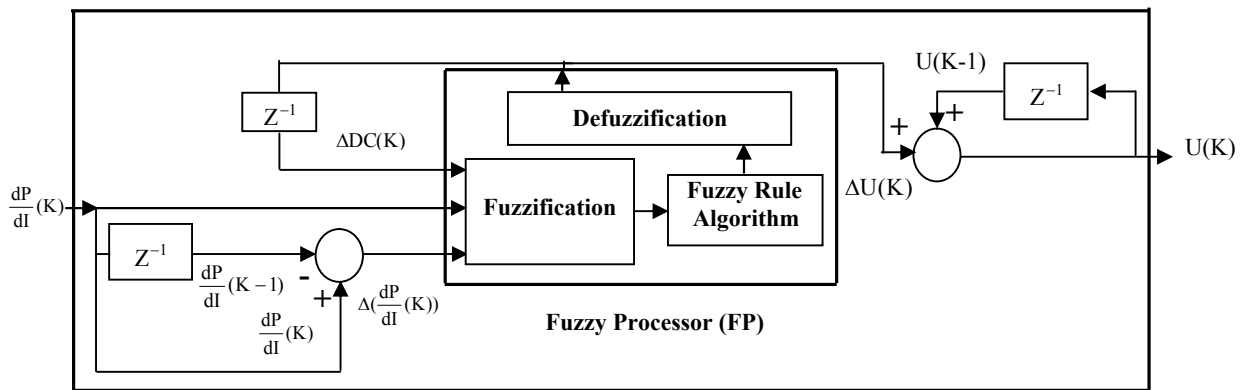 U(K-1)
Z⁻¹
Z⁻¹
Defuzzification
+
+
ΔDC(K)
U(K)
ΔU(K)
dP/dI (K)
Fuzzification
Fuzzy Rule
Algorithm
Z⁻¹
-
dP/dI (K−1)
+
Δ(dP/dI (K))
dP/dI (K)
Fuzzy Processor (FP)